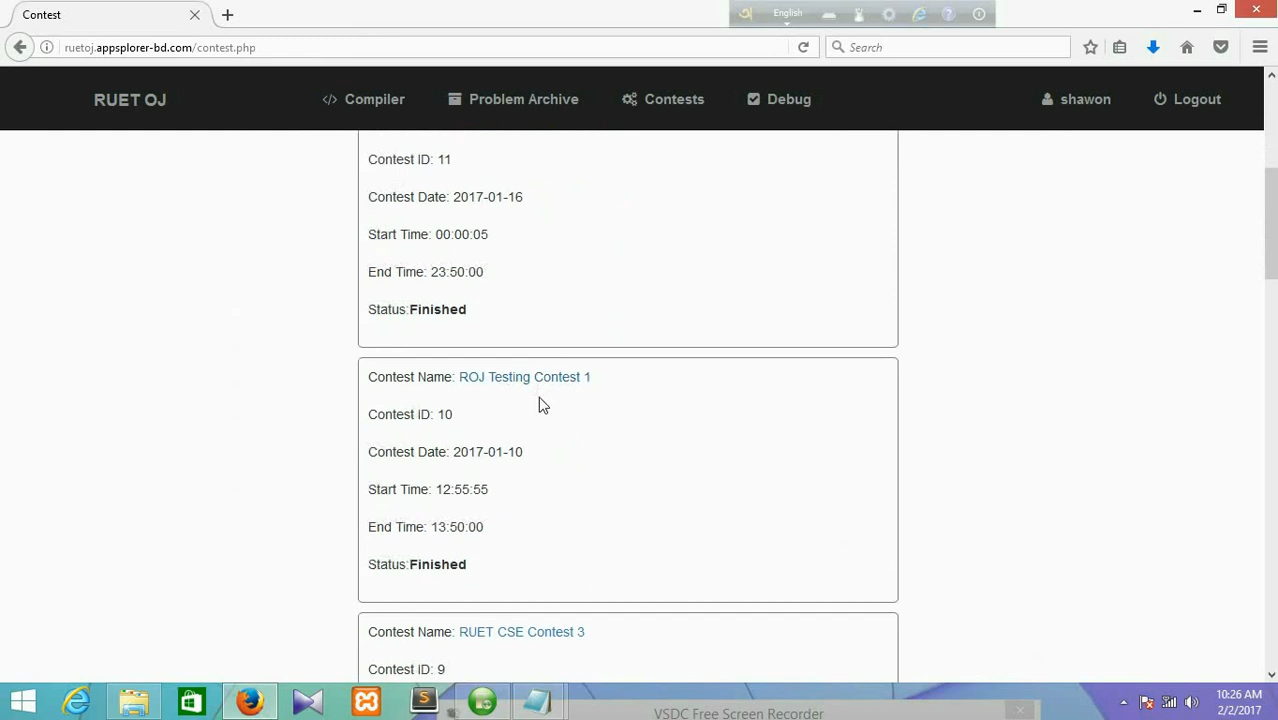 Contest
English
ruetoj.appsplorer-bd.com/contest.php
Search
RUET OJ
Compiler
Problem Archive
Contests
Debug
shawon
Logout
Contest ID: 11
Contest Date: 2017-01-16
Start Time: 00:00:05
End Time: 23:50:00
Status:Finished
Contest Name: ROJ Testing Contest 1
Contest ID: 10
Contest Date: 2017-01-10
Start Time: 12:55:55
End Time: 13:50:00
Status:Finished
Contest Name: RUET CSE Contest 3
Contest ID: 9
10:26 AM
2/2/2017
VSDC Free Screen Recorder